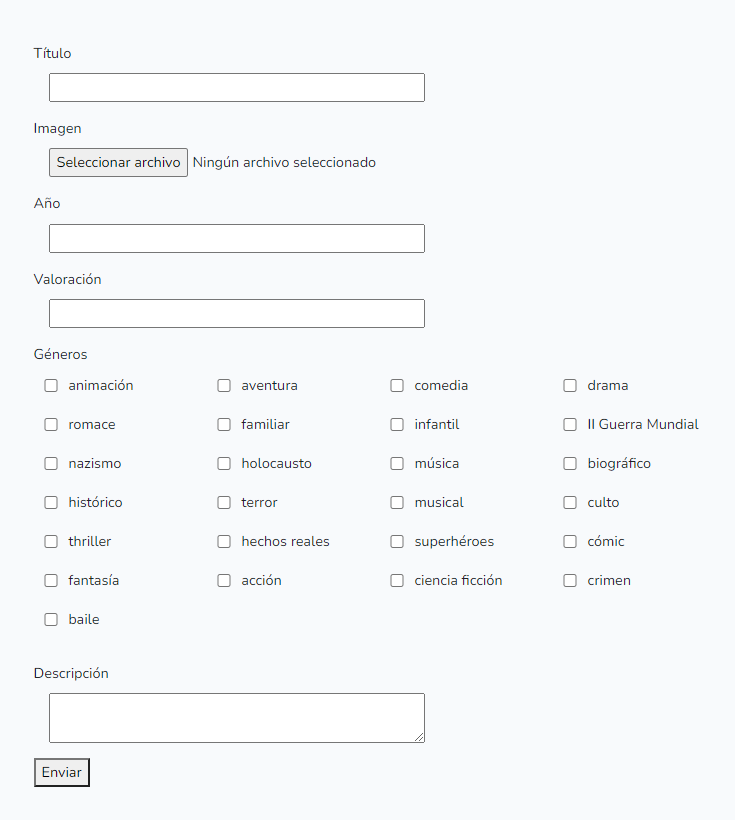 Título
Imagen
Seleccionar archivo Ningún archivo seleccionado
Año
Valoración
Géneros
animación aventura comedia drama
romace familiar infantil II Guerra Mundial
nazismo holocausto música biográfico
histórico terror musical culto
thriller hechos reales superhéroes cómic
fantasía acción ciencia ficción crimen
baile
Descripción
Enviar